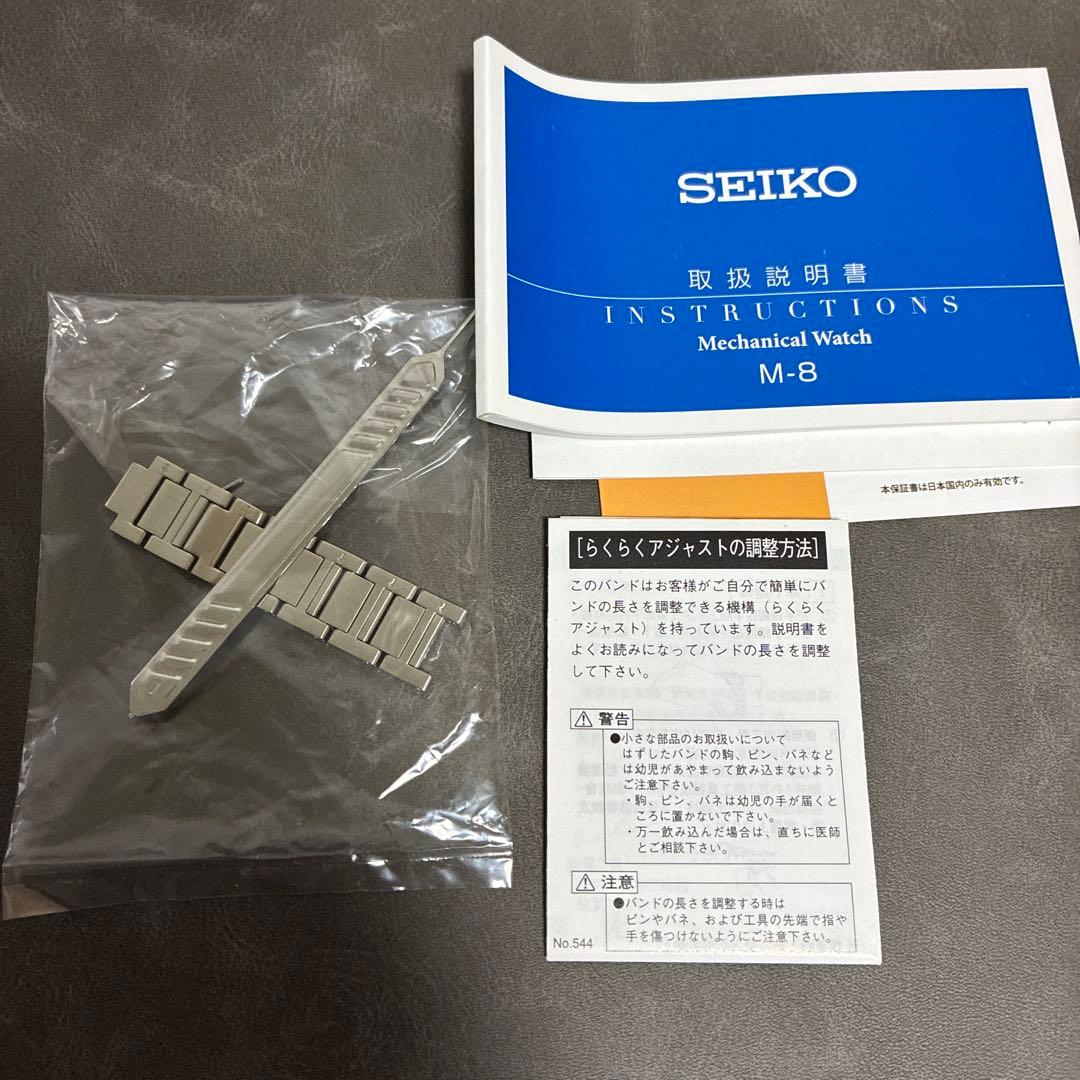 SEIKO
取扱説明書
INSTRUCTIONS
Mechanical Watch
M-8
本保証書は日本国内のみ有効です。
[らくらくアジャストの調整方法]
このバンドはお客様がご自分で簡単にバ
ンドの長さを調整できる機構（らくらく
アジャスト）を持っています。説明書を
よくお読みになってバンドの長さを調整
して下さい。
⚠ 警告
●小さな部品のお取扱いについて
はずしたバンドの駒、ピン、バネなど
は幼児があやまって飲み込まないよう
ご注意下さい。
・駒、ピン、バネは幼児の手が届くと
ころに置かないで下さい。
・万一飲み込んだ場合は、直ちに医師
とご相談下さい。
⚠ 注意
●バンドの長さを調整する時は
ピンやバネ、および工具の先端で指や
手を傷つけないようにご注意下さい。
No.544